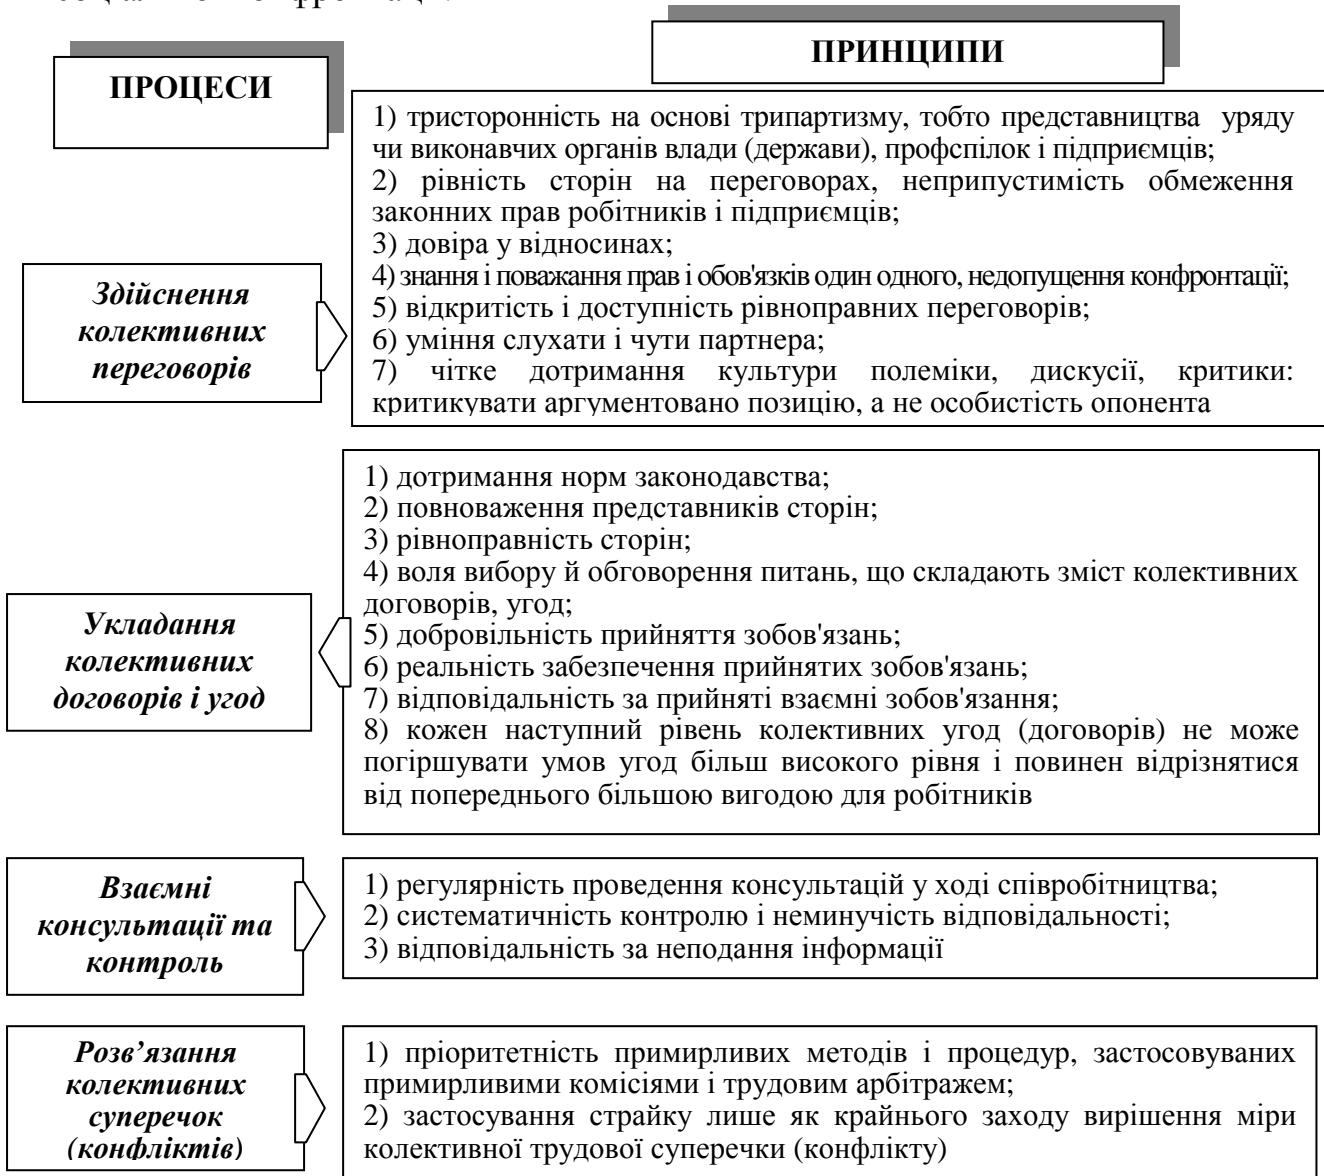 ПРОЦЕСИ
ПРИНЦИПИ
Здійснення
колективних
переговорів
1) тристоронність на основі трипартизму, тобто представництва уряду
чи виконавчих органів влади (держави), профспілок і підприємців;
2) рівність сторін на переговорах, неприпустимість обмеження
законних прав робітників і підприємців;
3) довіра у відносинах;
4) знання і поважання прав і обов'язків один одного, недопущення конфронтації;
5) відкритість і доступність рівноправних переговорів;
6) уміння слухати і чути партнера;
7) чітке дотримання культури полеміки, дискусії, критики:
критикувати аргументовано позицію, а не особистість опонента
Укладання
колективних
договорів і угод
1) дотримання норм законодавства;
2) повноваження представників сторін;
3) рівноправність сторін;
4) воля вибору й обговорення питань, що складають зміст колективних
договорів, угод;
5) добровільність прийняття зобов'язань;
6) реальність забезпечення прийнятих зобов'язань;
7) відповідальність за прийняті взаємні зобов'язання;
8) кожен наступний рівень колективних угод (договорів) не може
погіршувати умов угод більш високого рівня і повинен відрізнятися
від попереднього більшою вигодою для робітників
Взаємні
консультації та
контроль
1) регулярність проведення консультацій у ході співробітництва;
2) систематичність контролю і неминучість відповідальності;
3) відповідальність за неподання інформації
Розв’язання
колективних
суперечок
(конфліктів)
1) пріоритетність примирливих методів і процедур, застосовуваних
примирливими комісіями і трудовим арбітражем;
2) застосування страйку лише як крайнього заходу вирішення міри
колективної трудової суперечки (конфлікту)